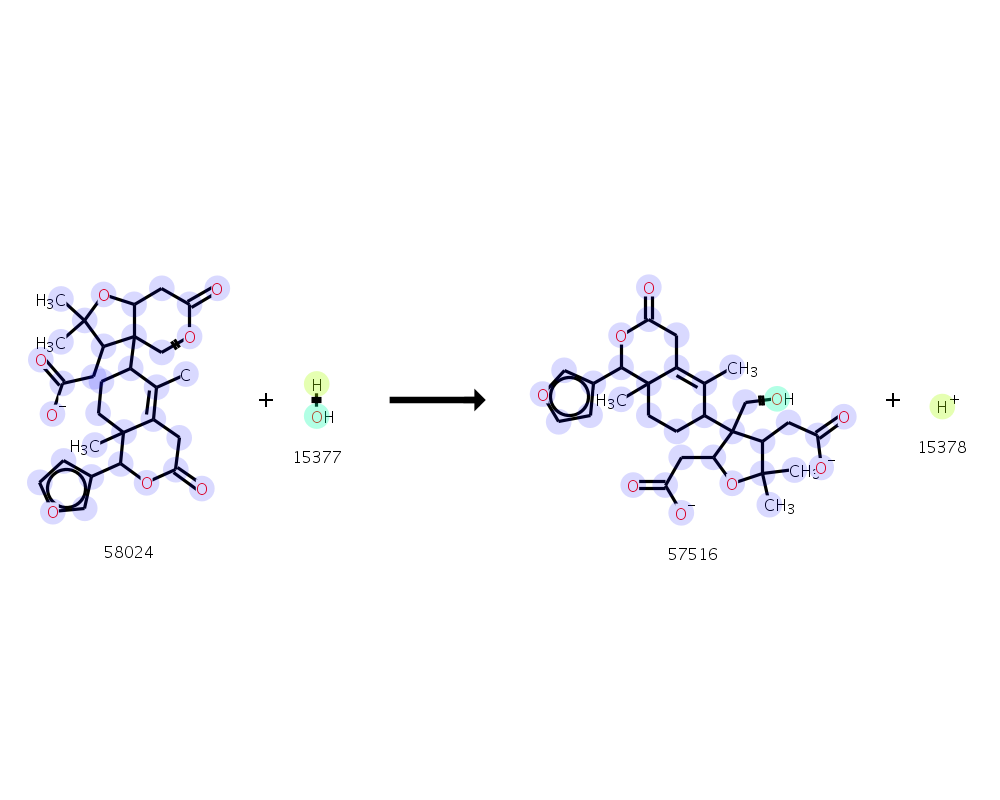 H₃C O O
H₃C O
O C
O⁻ + H OH + H⁺
H₃C O O
O
58024 15377
O
O
CH₃
O H₃C OH O
CH₃ O⁻
O O
O⁻ CH₃
57516 15378